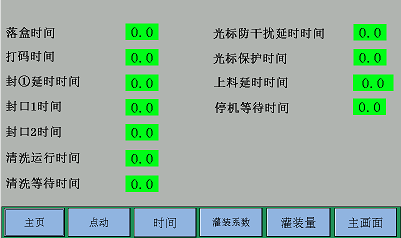 落盒时间 0.0 光标防干扰延时时间 0.0
打码时间 0.0 光标保护时间 0.0
封①延时时间 0.0 上料延时时间 0.0
封口1时间 0.0 停机等待时间 0.0
封口2时间 0.0
清洗运行时间 0.0
清洗等待时间 0.0
主页 点动 时间 灌装系数 灌装量 主画面